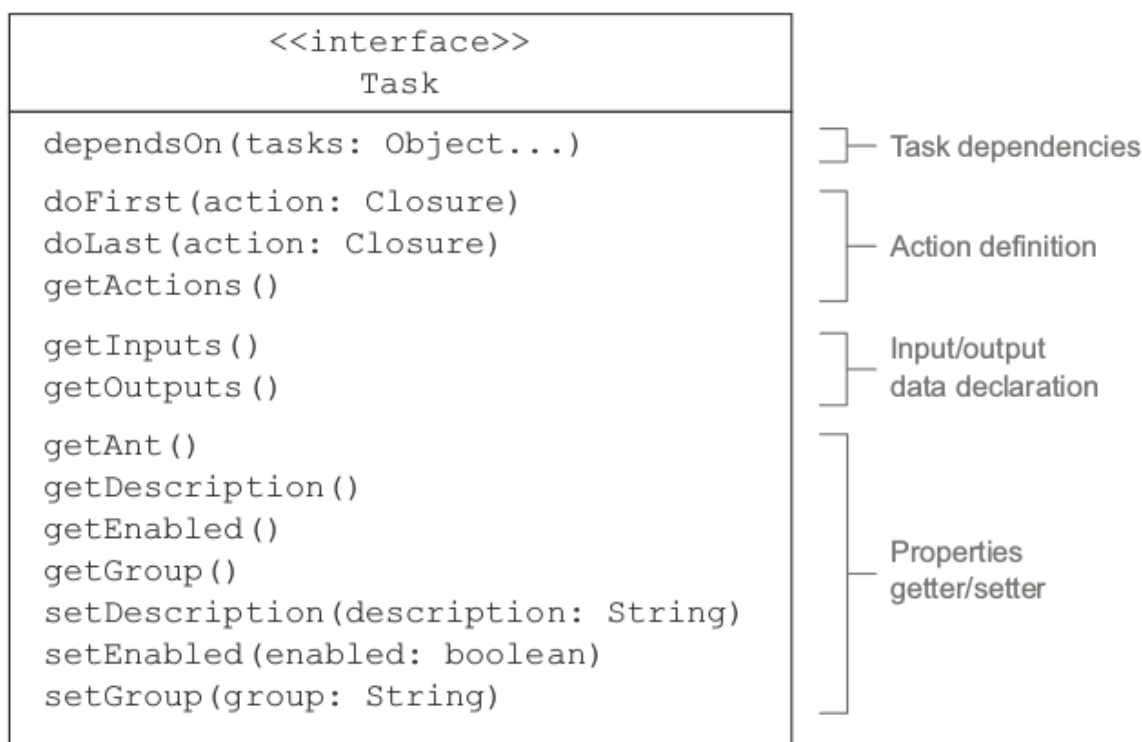 <<interface>>
Task
dependsOn(tasks: Object...)
Task dependencies
doFirst(action: Closure)
doLast(action: Closure)
getActions()
Action definition
getInputs()
getOutputs()
Input/output
data declaration
getAnt()
getDescription()
getEnabled()
getGroup()
setDescription(description: String)
setEnabled(enabled: boolean)
setGroup(group: String)
Properties
getter/setter